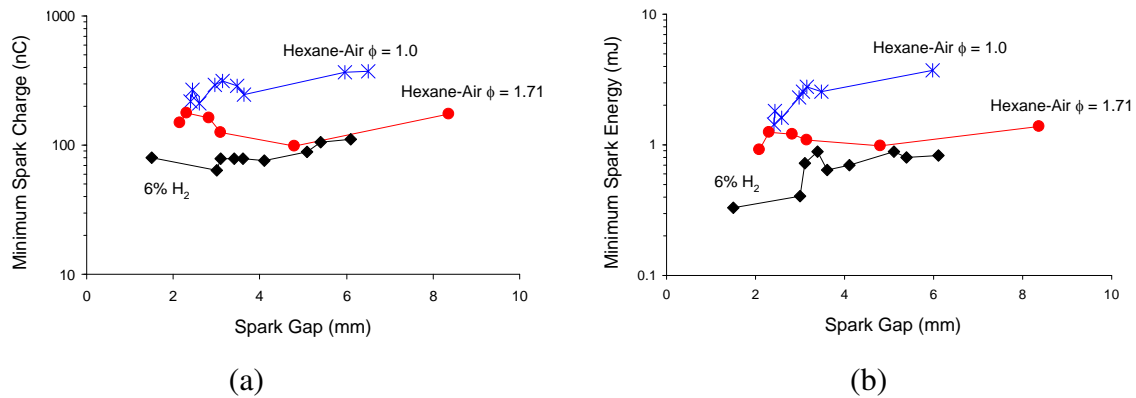 Minimum Spark Charge (nC)
1000
100
10
0
2
4
6
8
10
Spark Gap (mm)
Hexane-Air ϕ = 1.0
Hexane-Air ϕ = 1.71
6% H₂
(a)
Minimum Spark Energy (mJ)
10
1
0.1
0
2
4
6
8
10
Spark Gap (mm)
Hexane-Air ϕ = 1.0
Hexane-Air ϕ = 1.71
6% H₂
(b)